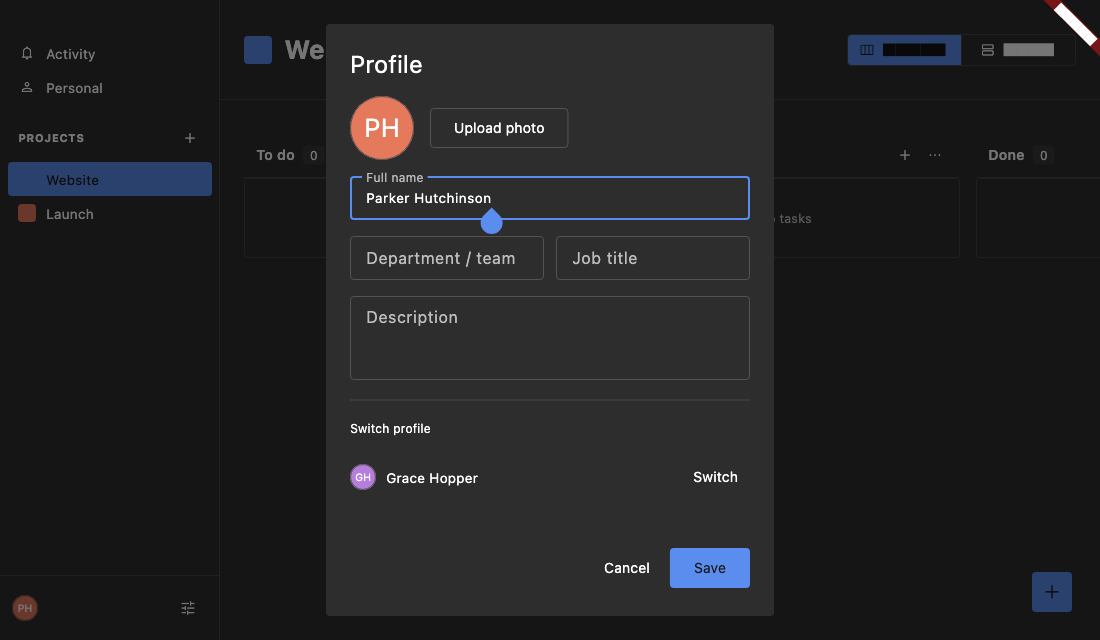 Activity
Personal
PROJECTS
Website
Launch
PH
We
To do 0
Done 0
tasks
Profile
PH
Upload photo
Full name
Parker Hutchinson
Department / team
Job title
Description
Switch profile
GH
Grace Hopper
Switch
Cancel
Save